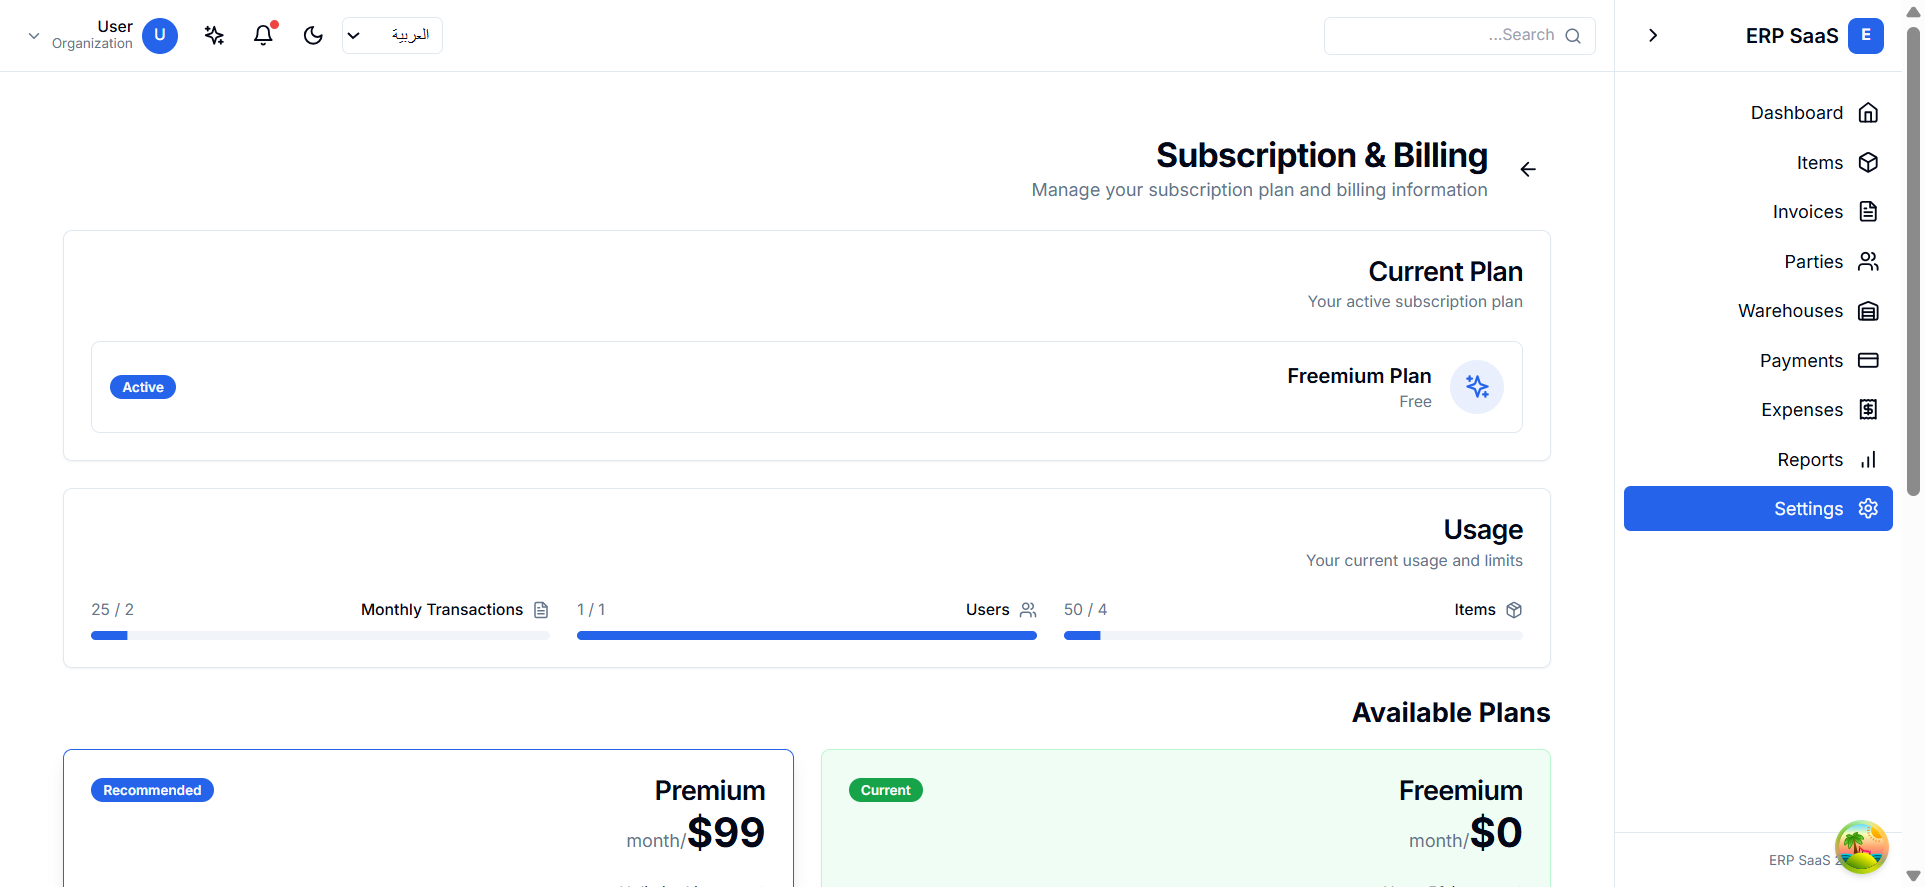 User
Organization
U
العربية
Search...
ERP SaaS
E
Dashboard
Items
Invoices
Parties
Warehouses
Payments
Expenses
Reports
Settings
Subscription & Billing
Manage your subscription plan and billing information
Current Plan
Your active subscription plan
Freemium Plan
Free
Active
Usage
Your current usage and limits
Items
50 / 4
Users
1 / 1
Monthly Transactions
25 / 2
Available Plans
Freemium
Current
month/$0
Premium
Recommended
month/$99
ERP SaaS